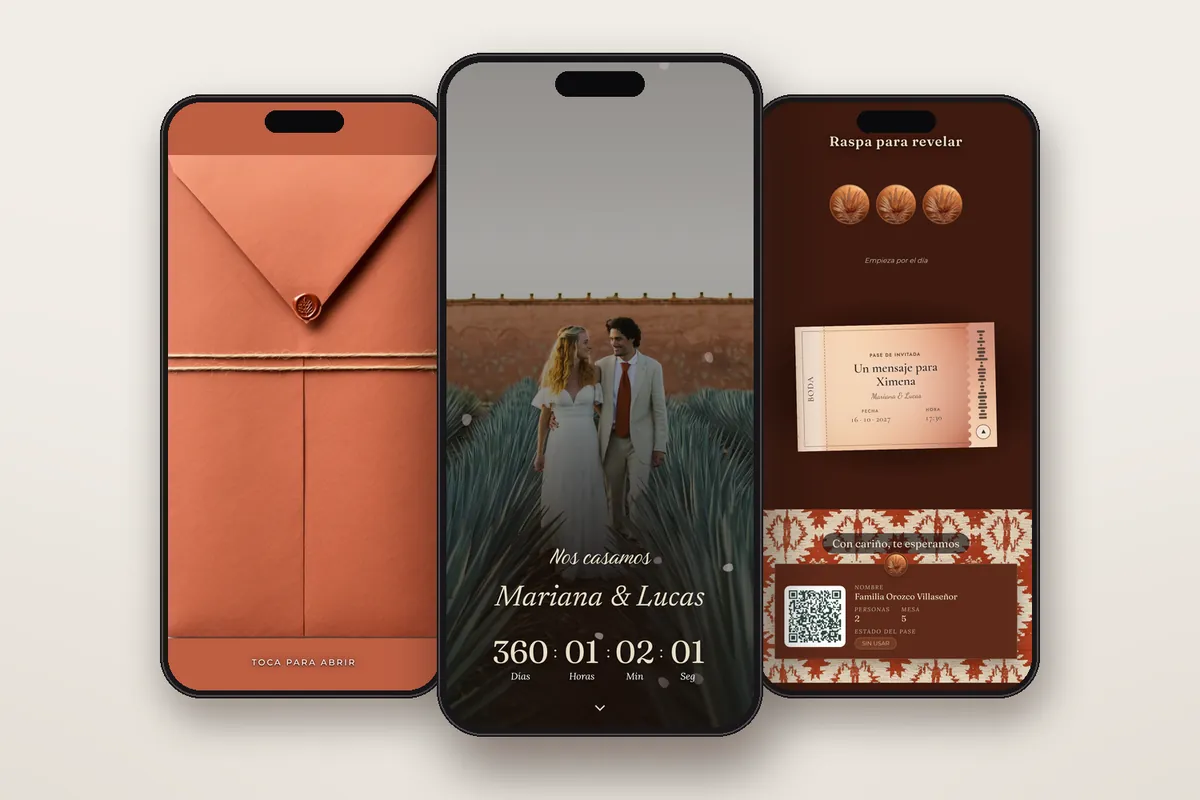 TOCA PARA ABRIR
Nos casamos
Mariana & Lucas
360 : 01 : 02 : 01
Días Horas Min Seg
Raspa para revelar
Empieza por el día
BODA
PASE DE INVITADA
Un mensaje para
Ximena
Mariana & Lucas
FECHA HORA
16 · 10 · 2027 17:30
Con cariño, te esperamos
NOMBRE
Familia Orozco Villaseñor
PERSONAS MESA
2 5
ESTADO DEL PASE
SIN USAR